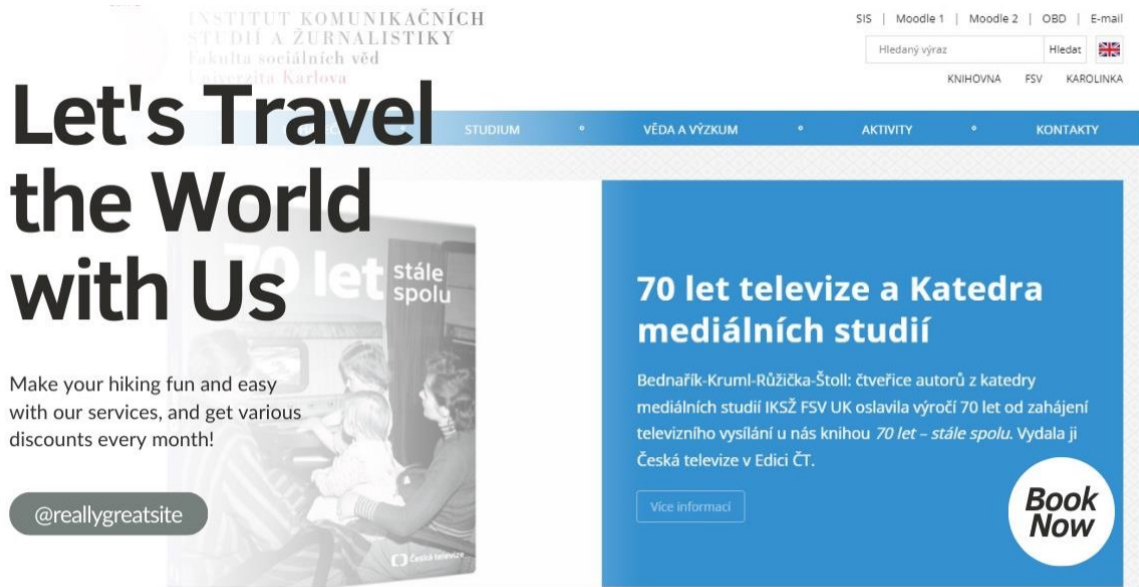 INSTITUT KOMUNIKAČNÍCH
STUDIÍ A ŽURNALISTIKY
Fakulta sociálních věd
Univerzita Karlova
SIS | Moodle 1 | Moodle 2 | OBD | E-mail
Hledaný výraz Hledat
KNIHOVNA FSV KAROLINKA
STUDIUM VĚDA A VÝZKUM AKTIVITY KONTAKTY
Let's Travel
the World
with Us
Make your hiking fun and easy
with our services, and get various
discounts every month!
@reallygreatsite
70 let stále
spolu
Česká televize
70 let televize a Katedra
mediálních studií
Bednařík-Kruml-Růžička-Štoll: čtveřice autorů z katedry
mediálních studií IKSŽ FSV UK oslavila výročí 70 let od zahájení
televizního vysílání u nás knihou 70 let – stále spolu. Vydala ji
Česká televize v Edici ČT.
Více informací
Book
Now